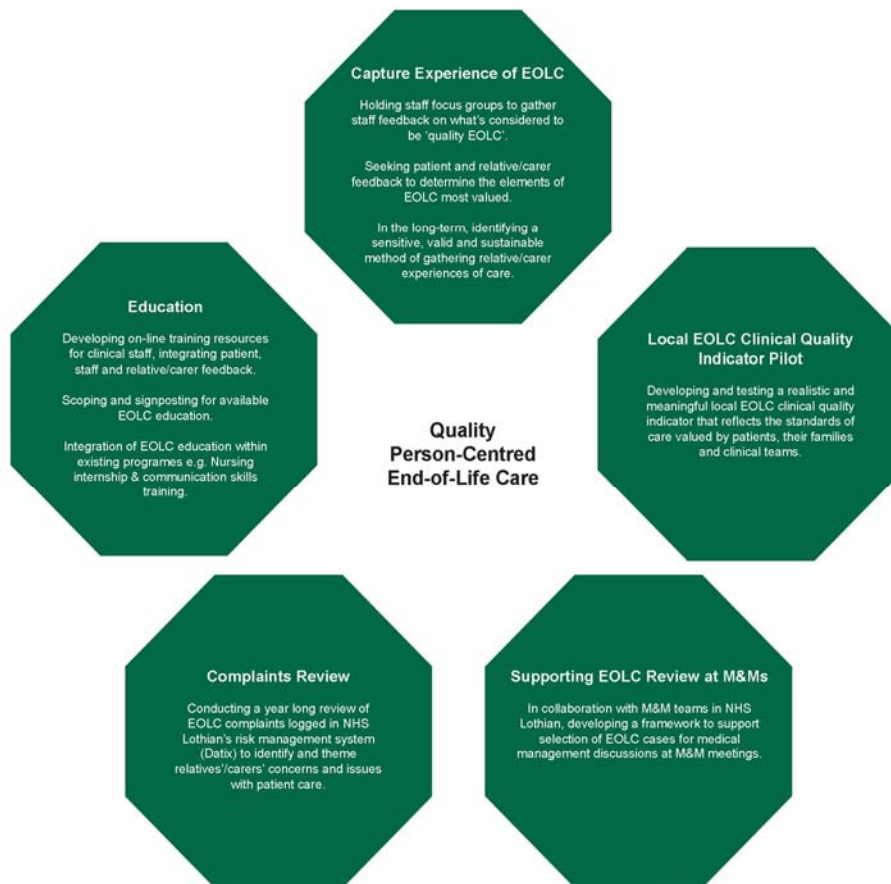 Capture Experience of EOLC
Holding staff focus groups to gather
staff feedback on what's considered to
be 'quality EOLC'.
Seeking patient and relative/carer
feedback to determine the elements of
EOLC most valued.
In the long-term, identifying a
sensitive, valid and sustainable
method of gathering relative/carer
experiences of care.
Education
Developing on-line training resources
for clinical staff, integrating patient,
staff and relative/carer feedback.
Scoping and signposting for available
EOLC education.
Integration of EOLC education within
existing programes e.g. Nursing
internship & communication skills
training.
Local EOLC Clinical Quality
Indicator Pilot
Developing and testing a realistic and
meaningful local EOLC clinical quality
indicator that reflects the standards of
care valued by patients, their families
and clinical teams.
Quality
Person-Centred
End-of-Life Care
Complaints Review
Conducting a year long review of
EOLC complaints logged in NHS
Lothian's risk management system
(Datix) to identify and theme
relatives'/carers' concerns and issues
with patient care.
Supporting EOLC Review at M&Ms
In collaboration with M&M teams in NHS
Lothian, developing a framework to support
selection of EOLC cases for medical
management discussions at M&M meetings.